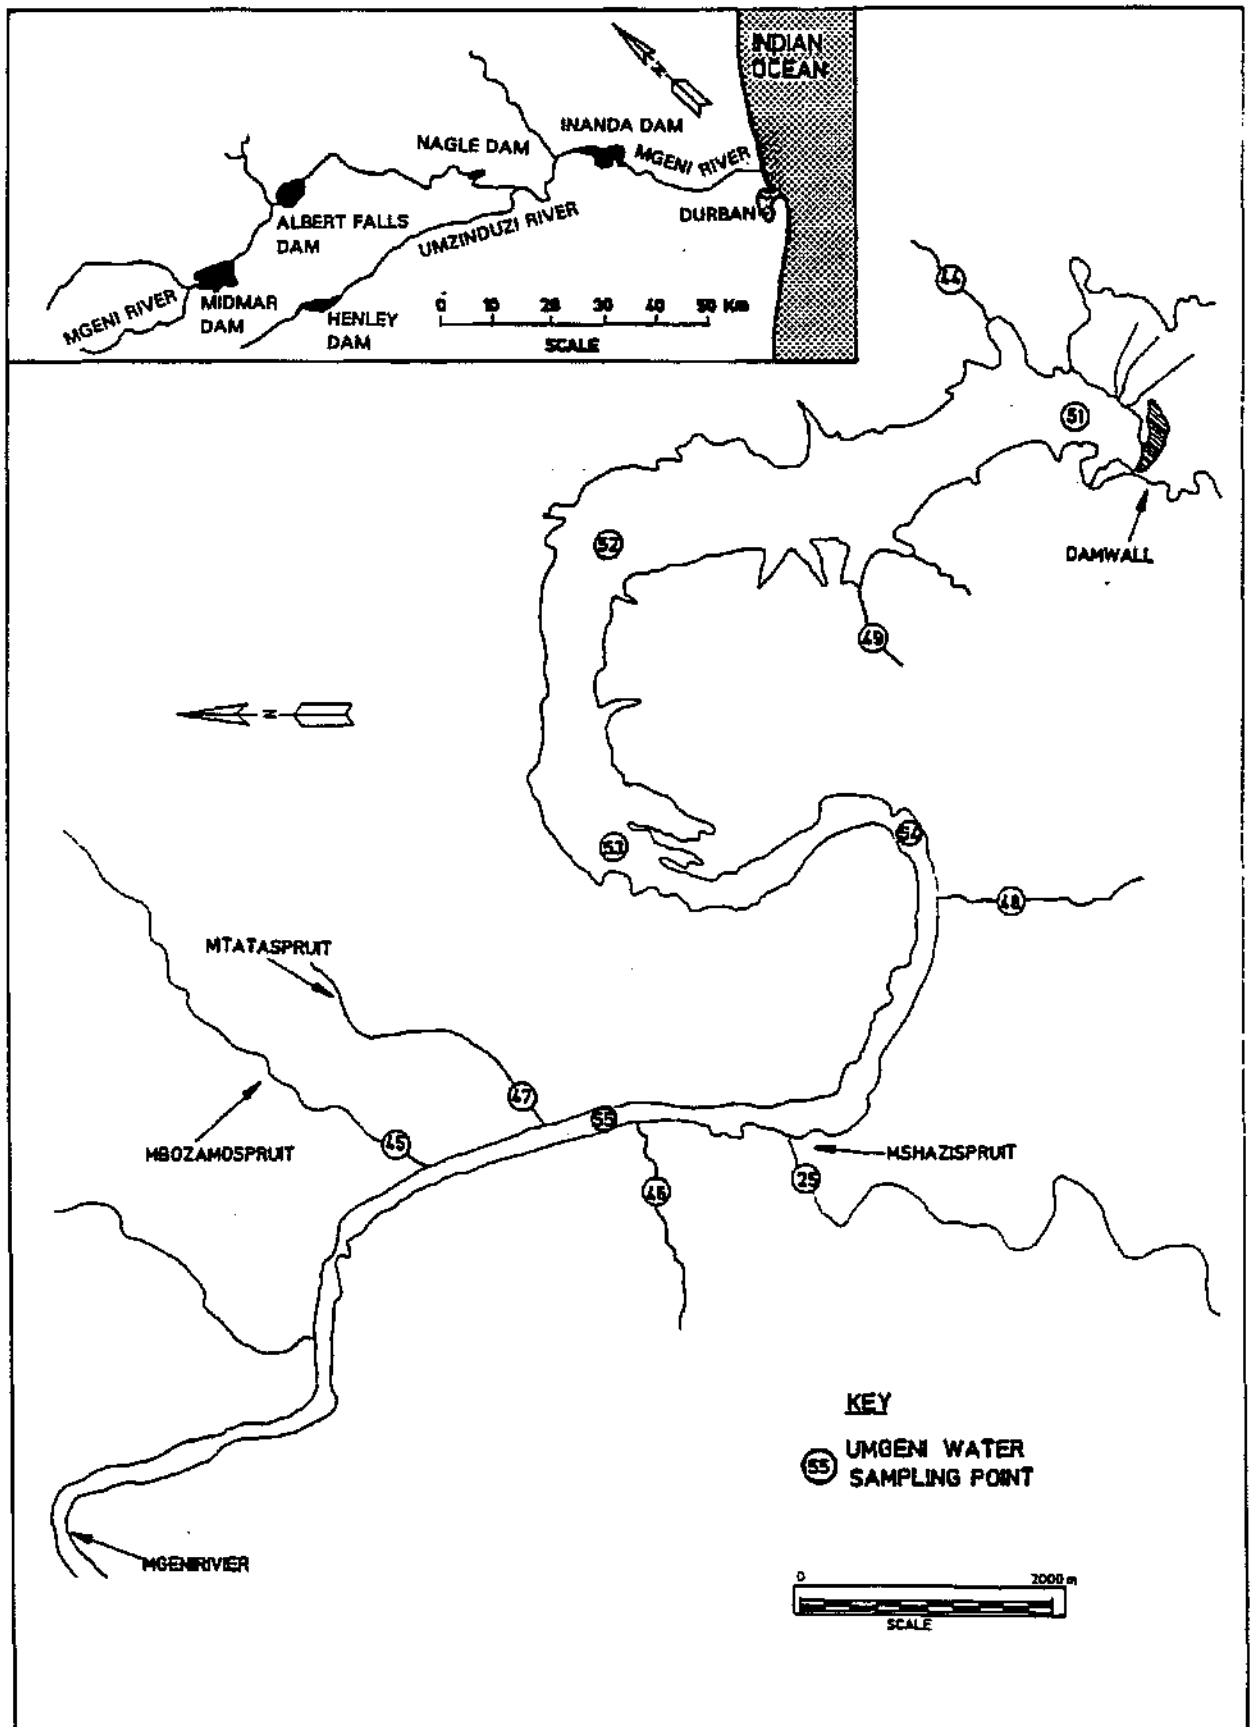 INDIAN
OCEAN
N
INANDA DAM
NAGLE DAM
MGENI RIVER
ALBERT FALLS
DAM
DURBAN
UMZINDUZI RIVER
MGENI RIVER
MIDMAR
DAM
HENLEY
DAM
0 10 20 30 40 50 Km
SCALE
44
51
52
DAMWALL
49
N
53
54
48
MTATASPRUIT
47
55
45
MBOZAMOSPRUIT
MSHAZISPRUIT
46
25
KEY
55 UMGENI WATER
SAMPLING POINT
MGENIRIVIER
0 2000 m
SCALE